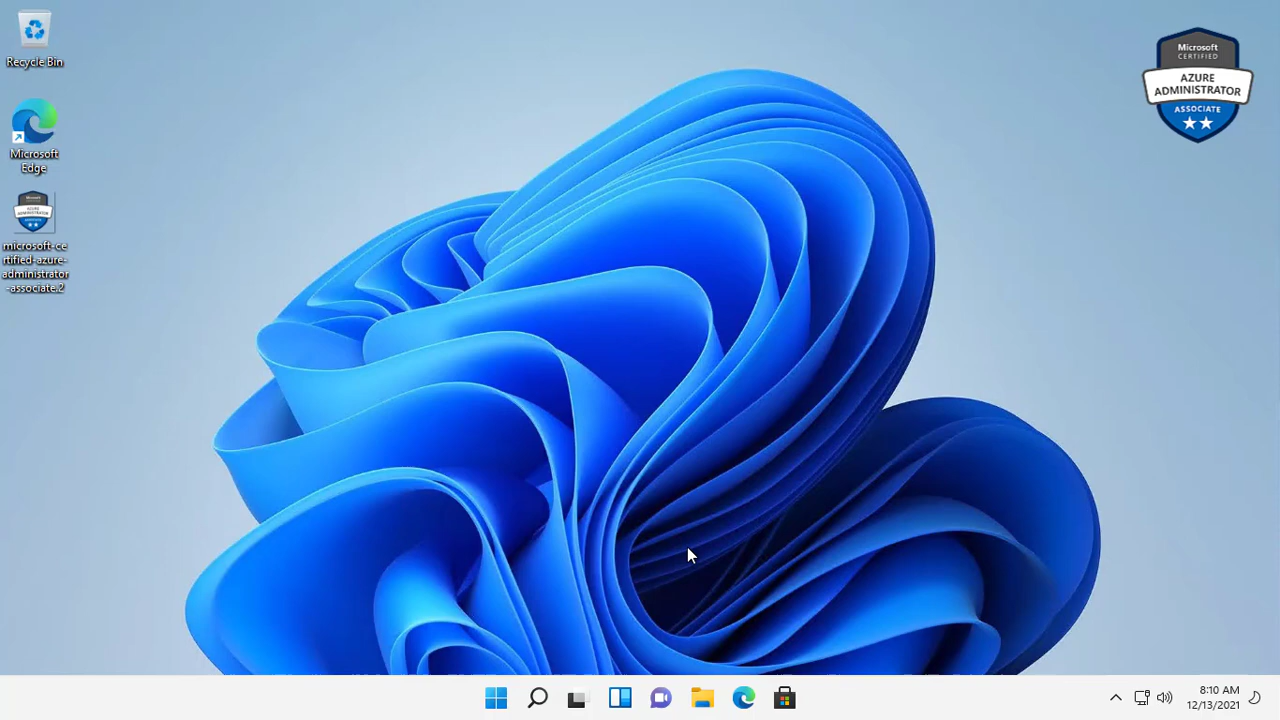 Recycle Bin
Microsoft
Edge
microsoft-ce
rtified-azure-
administrator
-associate.2
Microsoft
CERTIFIED
AZURE
ADMINISTRATOR
ASSOCIATE
8:10 AM
12/13/2021